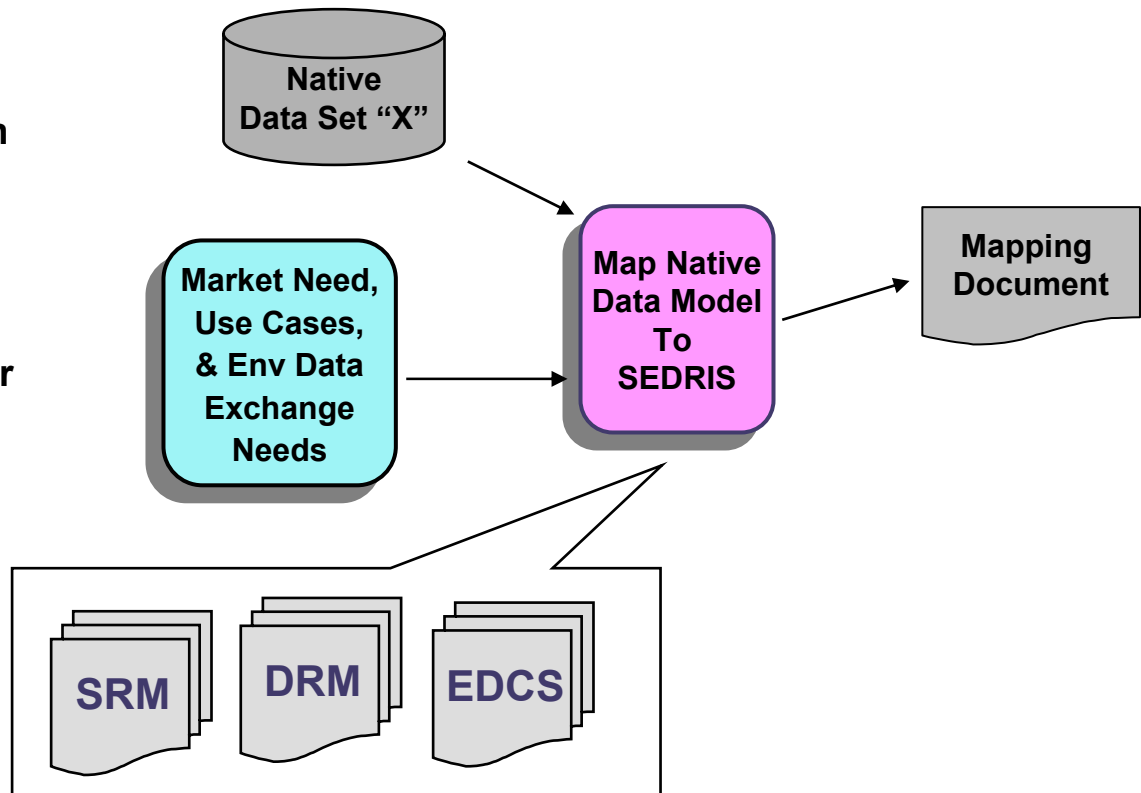 Native
Data Set “X”
Market Need,
Use Cases,
& Env Data
Exchange
Needs
Map Native
Data Model
To
SEDRIS
Mapping
Document
SRM
DRM
EDCS